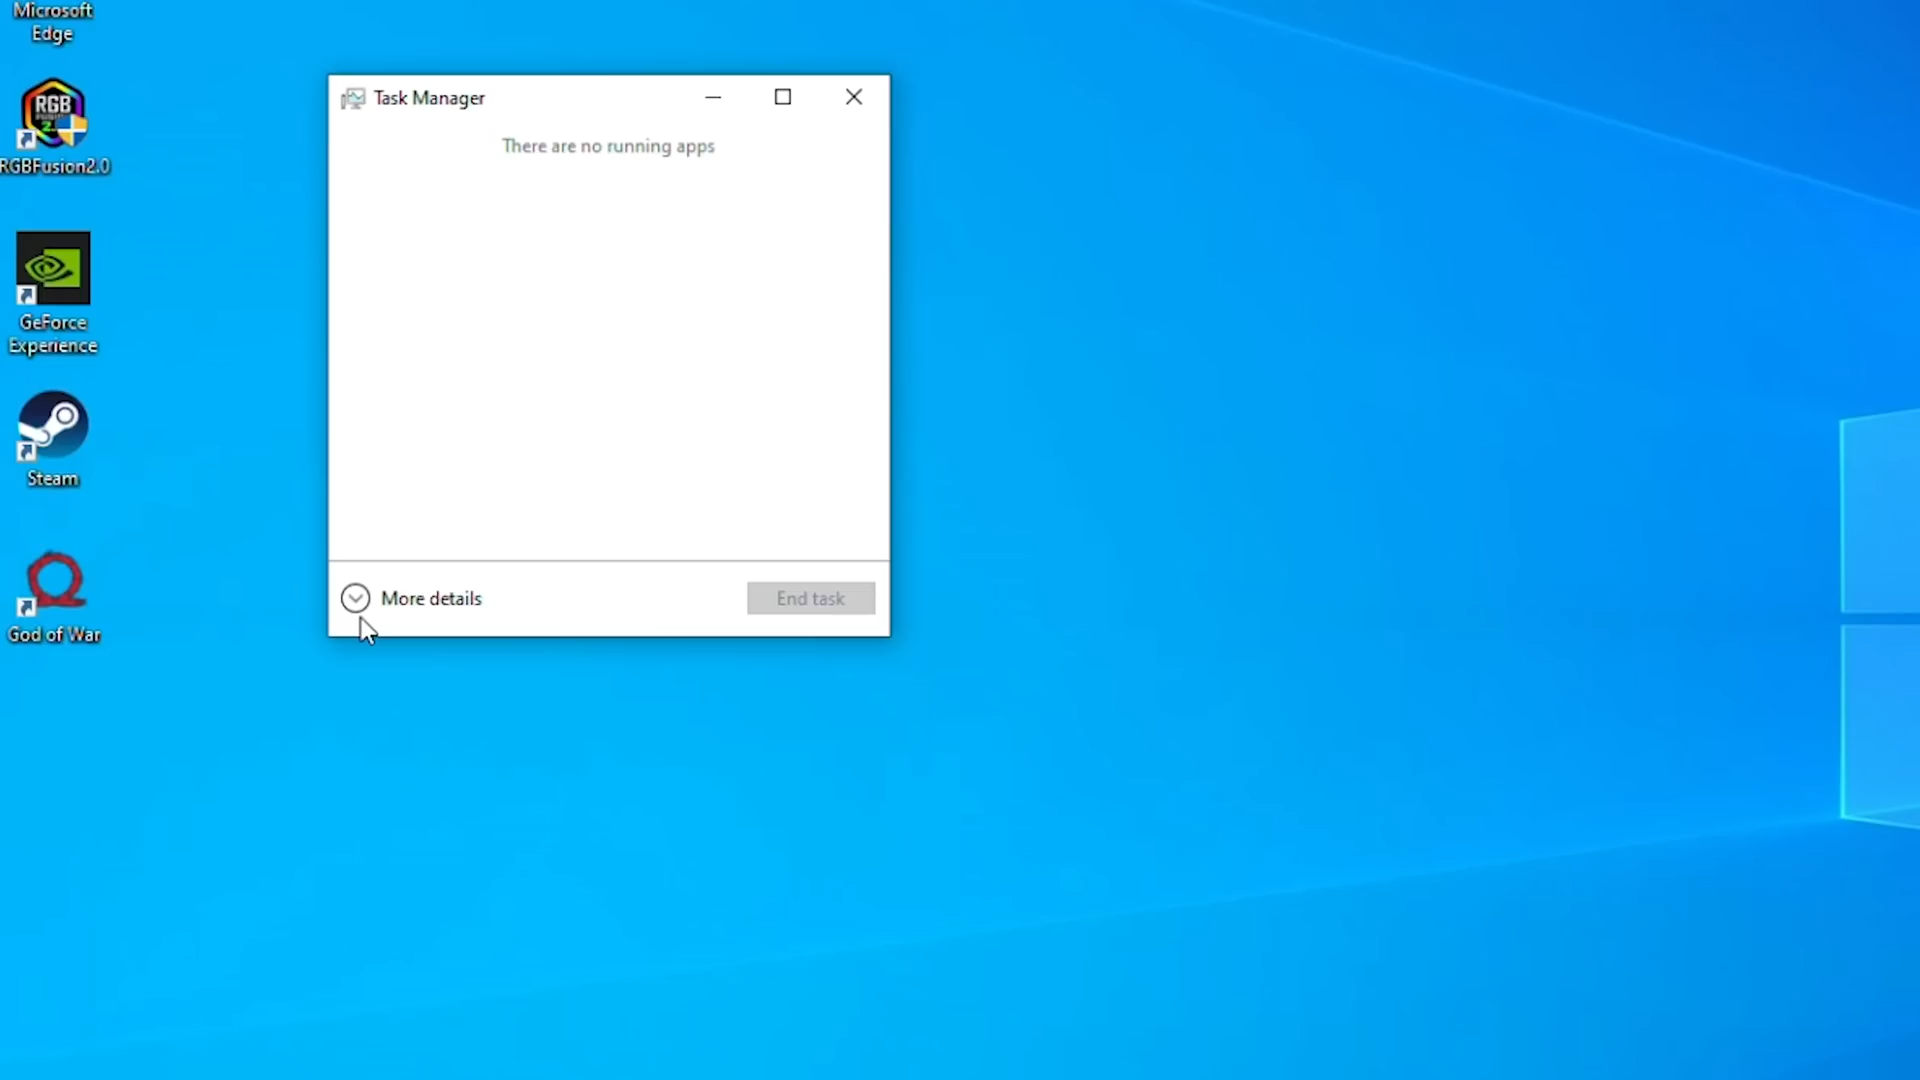 Microsoft
Edge
RGB
RGBFusion2.0
GeForce
Experience
Steam
God of War
Task Manager
There are no running apps
More details
End task